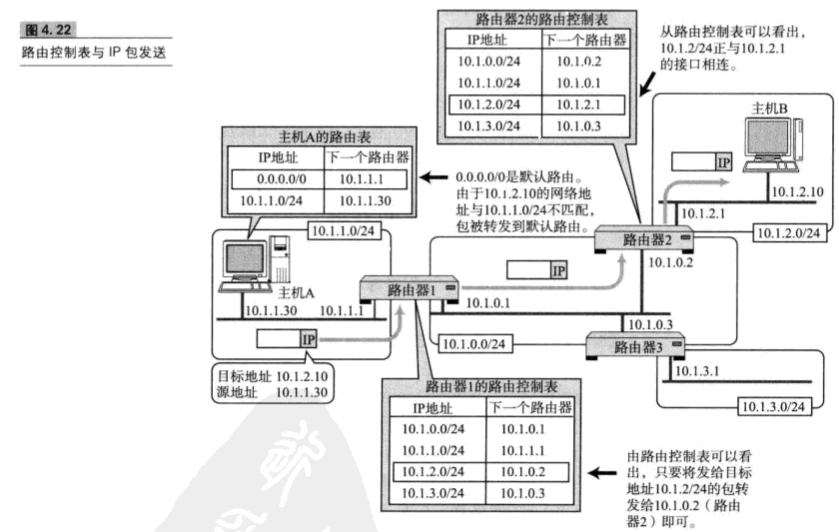 图 4. 22
路由控制表与 IP 包发送
路由器2的路由控制表
IP地址 下一个路由器
10.1.0.0/24 10.1.0.2
10.1.1.0/24 10.1.0.1
10.1.2.0/24 10.1.2.1
10.1.3.0/24 10.1.0.3
从路由控制表可以看出，
10.1.2/24正与10.1.2.1
的接口相连。
主机B
IP
10.1.2.10
10.1.2.1
10.1.2.0/24
主机A的路由表
IP地址 下一个路由器
0.0.0.0/0 10.1.1.1
10.1.1.0/24 10.1.1.30
0.0.0.0/0是默认路由。
由于10.1.2.10的网络地
址与10.1.1.0/24不匹配，
包被转发到默认路由。
10.1.1.0/24
主机A
10.1.1.30 10.1.1.1
IP
目标地址 10.1.2.10
源地址 10.1.1.30
路由器1
10.1.0.1
IP
路由器2
10.1.0.2
10.1.0.3
10.1.0.0/24
路由器3
10.1.3.1
10.1.3.0/24
路由器1的路由控制表
IP地址 下一个路由器
10.1.0.0/24 10.1.0.1
10.1.1.0/24 10.1.1.1
10.1.2.0/24 10.1.0.2
10.1.3.0/24 10.1.0.3
由路由控制表可以看
出，只要将发给目标
地址10.1.2/24的包转
发给10.1.0.2（路由
器2）即可。